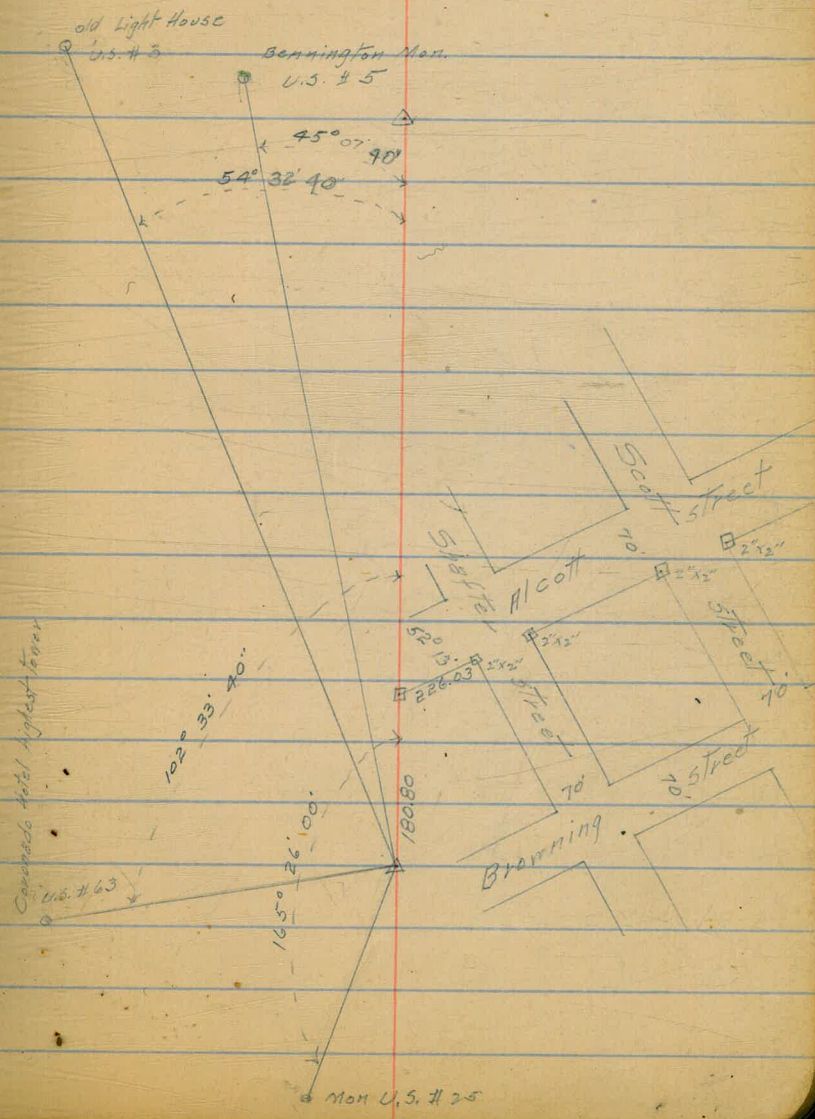 old Light House
U.S. # 3
Bennington Mon.
U.S. # 5
45° 07' 40"
54° 32' 40"
Scott
Street
70'
2"x2"
Shafter
Alcott
2"x2"
Street
52° 13'
2"x2"
2"x2"
226.03
Street
70'
102° 33' 40"
Coronado Hotel highest tower
Street
70'
70'
180.80
Browning
165° 26' 00"
U.S. # 63
Mon U.S. # 25